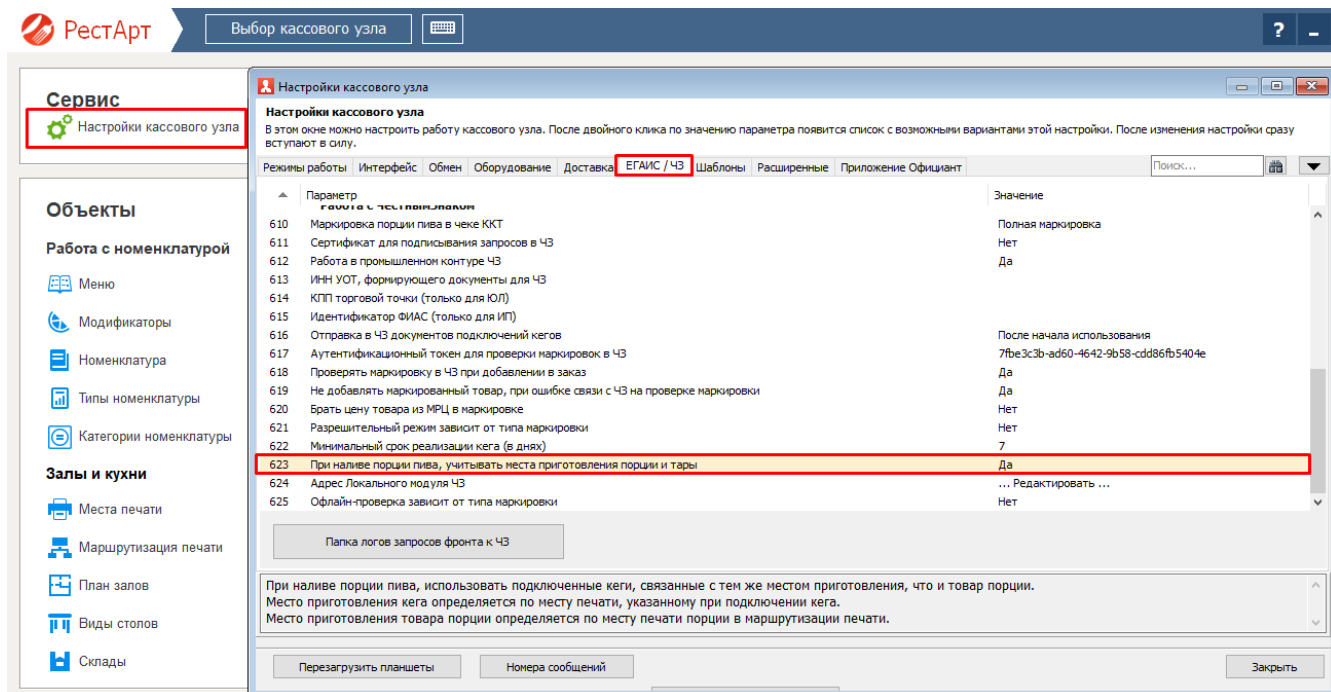 РестАрт
Выбор кассового узла
?
Сервис
Настройки кассового узла
Объекты
Работа с номенклатурой
Меню
Модификаторы
Номенклатура
Типы номенклатуры
Категории номенклатуры
Залы и кухни
Места печати
Маршрутизация печати
План залов
Виды столов
Склады
Настройки кассового узла
Настройки кассового узла
В этом окне можно настроить работу кассового узла. После двойного клика по значению параметра появится список с возможными вариантами этой настройки. После изменения настройки сразу
вступают в силу.
Режимы работы Интерфейс Обмен Оборудование Доставка ЕГАИС / ЧЗ Шаблоны Расширенные Приложение Официант Поиск...
Параметр Значение
Работа с Честным знаком
610 Маркировка порции пива в чеке ККТ Полная маркировка
611 Сертификат для подписывания запросов в ЧЗ Нет
612 Работа в промышленном контуре ЧЗ Да
613 ИНН УОТ, формирующего документы для ЧЗ
614 КПП торговой точки (только для ЮЛ)
615 Идентификатор ФИАС (только для ИП)
616 Отправка в ЧЗ документов подключений кегов После начала использования
617 Аутентификационный токен для проверки маркировок в ЧЗ 7fbe3c3b-ad60-4642-9b58-cdd86fb5404e
618 Проверять маркировку в ЧЗ при добавлении в заказ Да
619 Не добавлять маркированный товар, при ошибке связи с ЧЗ на проверке маркировки Да
620 Брать цену товара из МРЦ в маркировке Нет
621 Разрешительный режим зависит от типа маркировки Нет
622 Минимальный срок реализации кега (в днях) 7
623 При наливе порции пива, учитывать места приготовления порции и тары Да
624 Адрес Локального модуля ЧЗ ... Редактировать ...
625 Офлайн-проверка зависит от типа маркировки Нет
Папка логов запросов фронта к ЧЗ
При наливе порции пива, использовать подключенные кеги, связанные с тем же местом приготовления, что и товар порции.
Место приготовления кега определяется по месту печати, указанному при подключении кега.
Место приготовления товара порции определяется по месту печати порции в маршрутизации печати.
Перезагрузить планшеты Номера сообщений Закрыть